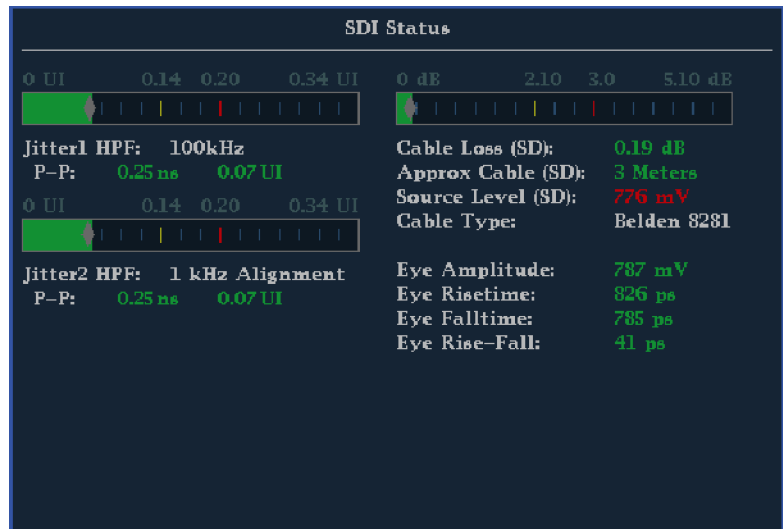 SDI Status
0 UI 0.14 0.20 0.34 UI
Jitter1 HPF: 100kHz
P-P: 0.25 ns 0.07 UI
0 UI 0.14 0.20 0.34 UI
Jitter2 HPF: 1 kHz Alignment
P-P: 0.25 ns 0.07 UI
0 dB 2.10 3.0 5.10 dB
Cable Loss (SD): 0.19 dB
Approx Cable (SD): 3 Meters
Source Level (SD): 776 mV
Cable Type: Belden 8281
Eye Amplitude: 787 mV
Eye Risetime: 826 ps
Eye Falltime: 785 ps
Eye Rise-Fall: 41 ps